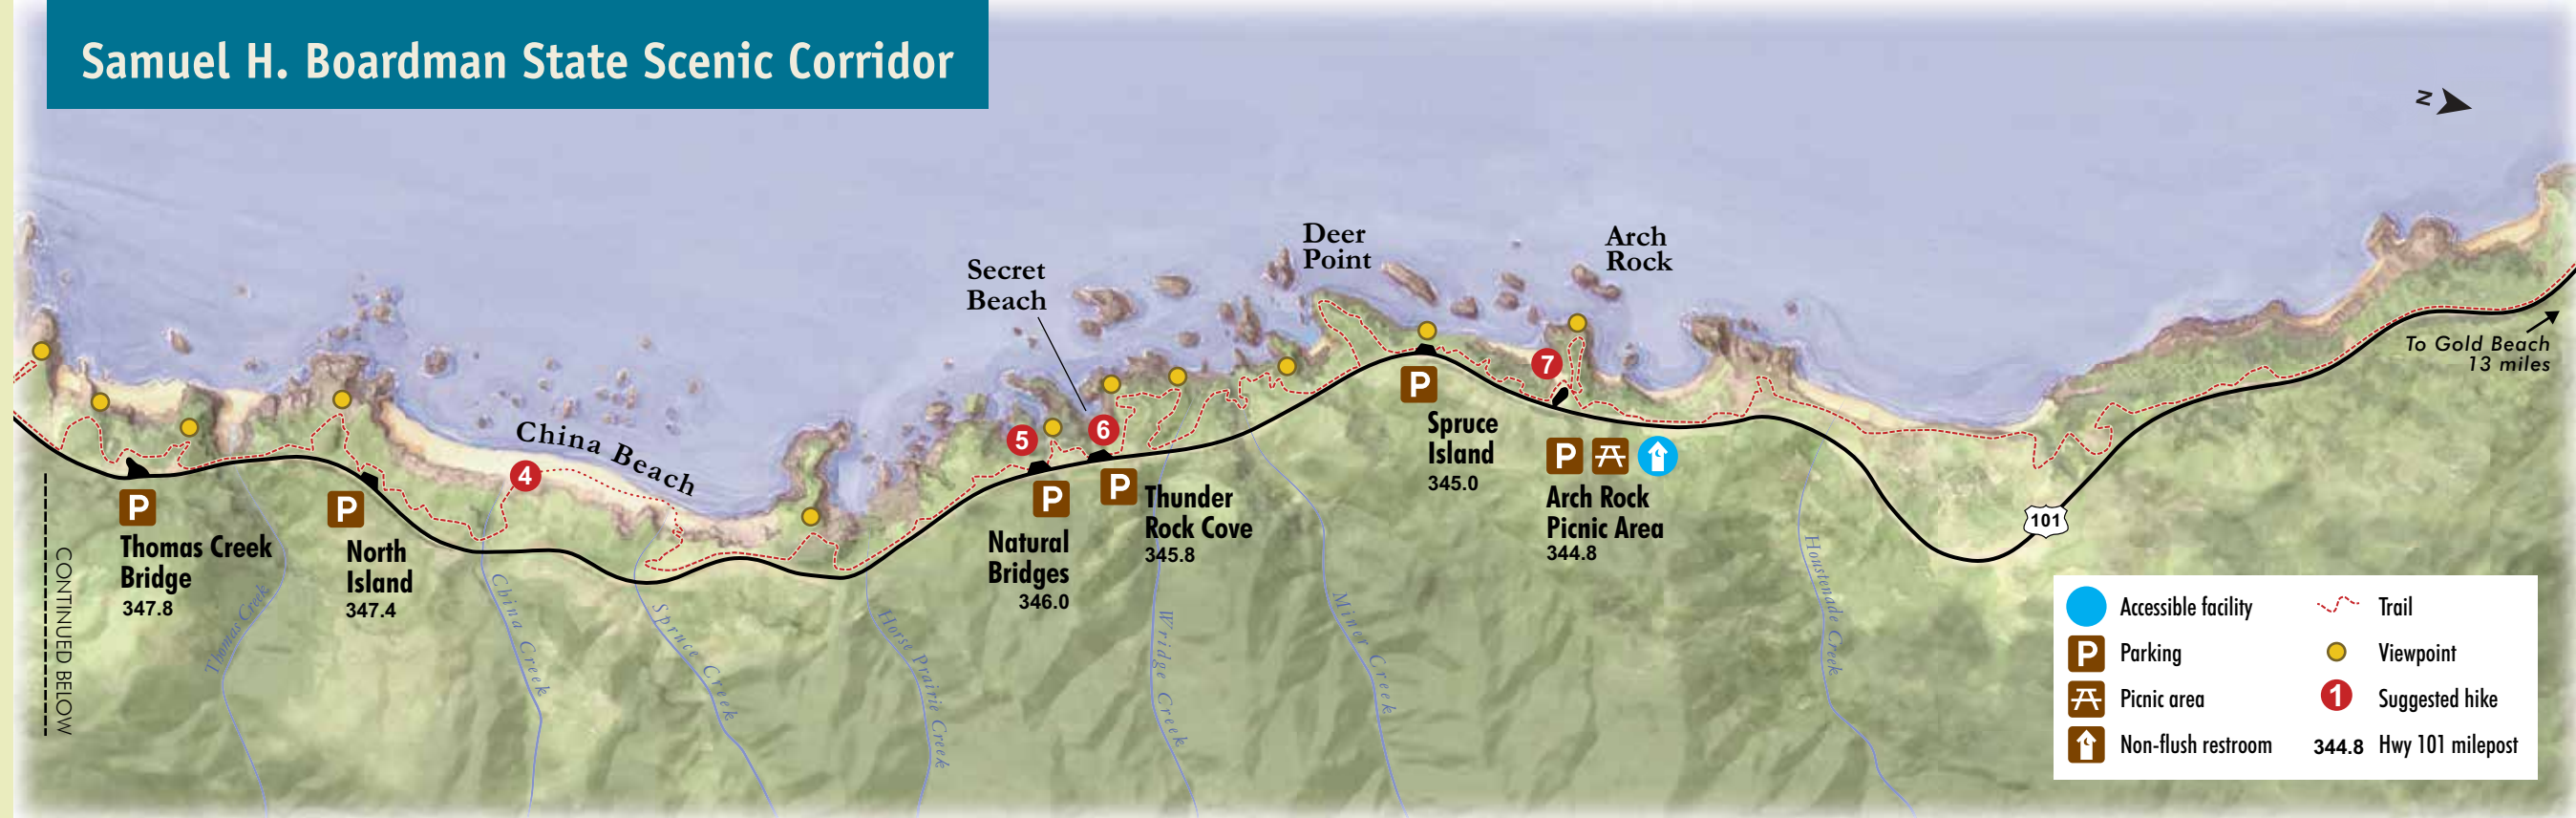 Samuel H. Boardman State Scenic Corridor
N
Deer
Point
Arch
Rock
Secret
Beach
To Gold Beach
13 miles
China Beach
4
5
6
7
P
Thomas Creek
Bridge
347.8
P
North
Island
347.4
P
Natural
Bridges
346.0
P
Thunder
Rock Cove
345.8
P
Spruce
Island
345.0
P
Arch Rock
Picnic Area
344.8
101
CONTINUED BELOW
Thomas Creek
China Creek
Spruce Creek
Horse Prairie Creek
Wridge Creek
Miner Creek
Houstenade Creek
Accessible facility
P Parking
Picnic area
Non-flush restroom
Trail
Viewpoint
1 Suggested hike
344.8 Hwy 101 milepost